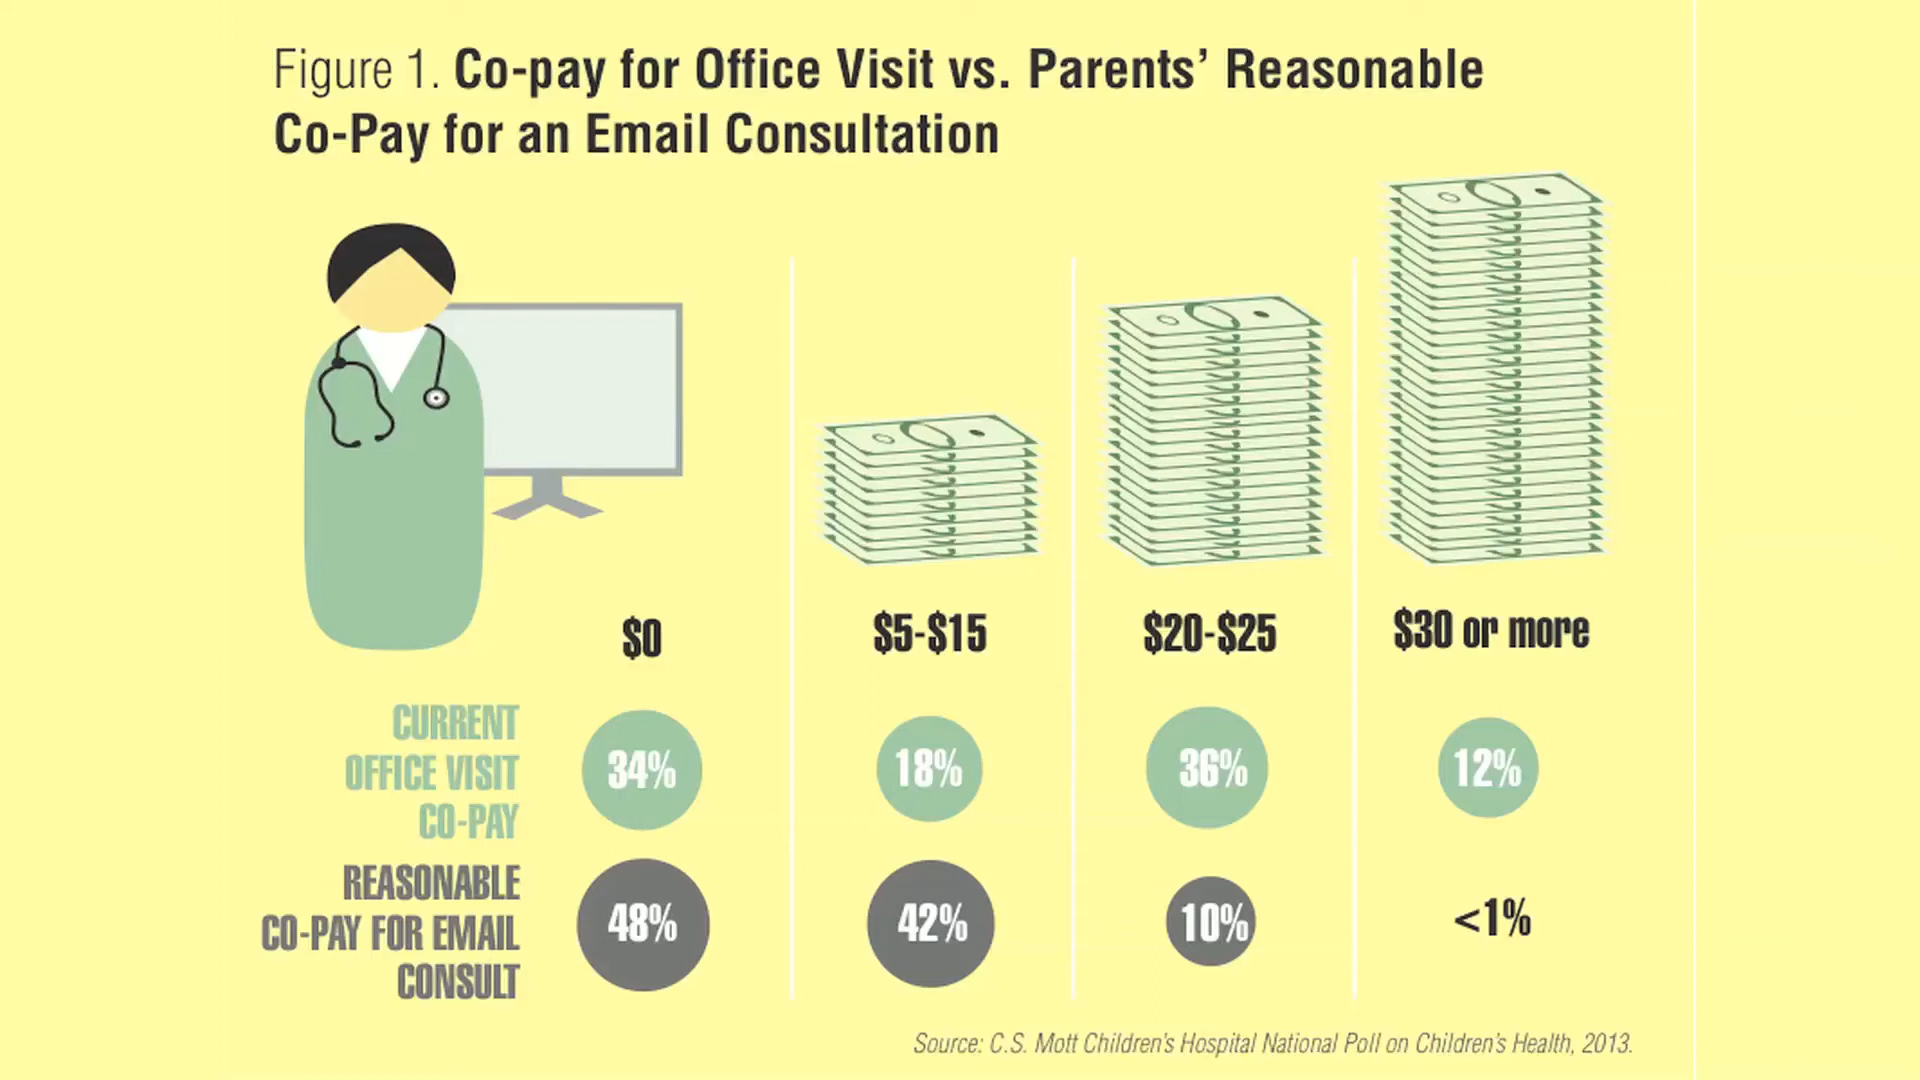 Figure 1. Co-pay for Office Visit vs. Parents’ Reasonable
Co-Pay for an Email Consultation
$0
$5-$15
$20-$25
$30 or more
CURRENT
OFFICE VISIT
CO-PAY
34%
18%
36%
12%
REASONABLE
CO-PAY FOR EMAIL
CONSULT
48%
42%
10%
<1%
Source: C.S. Mott Children’s Hospital National Poll on Children’s Health, 2013.